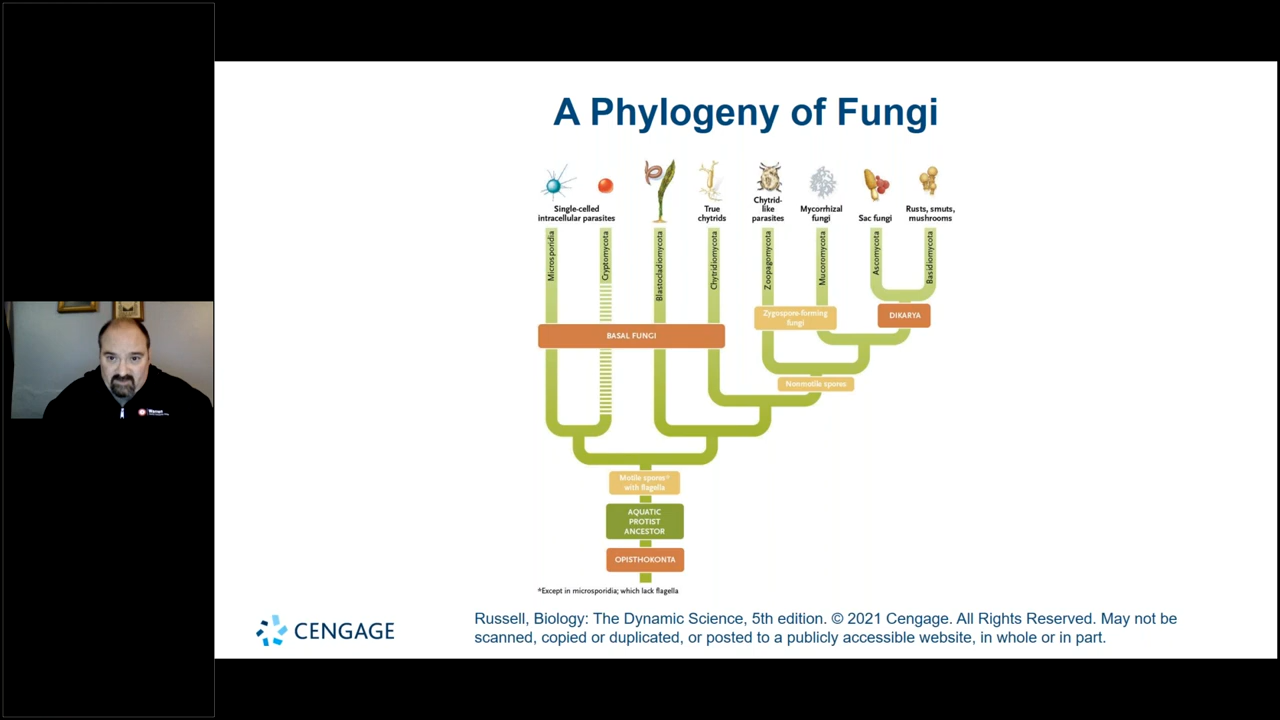 A Phylogeny of Fungi
Single-celled
intracellular parasites
True
chytrids
Chytrid-
like
parasites
Mycorrhizal
fungi
Sac fungi
Rusts, smuts,
mushrooms
Microsporidia
Cryptomycota
Blastocladiomycota
Chytridiomycota
Zoopagomycota
Mucoromycota
Ascomycota
Basidiomycota
Zygospore-forming
fungi
DIKARYA
BASAL FUNGI
Nonmotile spores
Motile spores*
with flagella
AQUATIC
PROTIST
ANCESTOR
OPISTHOKONTA
*Except in microsporidia; which lack flagella
CENGAGE
Russell, Biology: The Dynamic Science, 5th edition. © 2021 Cengage. All Rights Reserved. May not be
scanned, copied or duplicated, or posted to a publicly accessible website, in whole or in part.